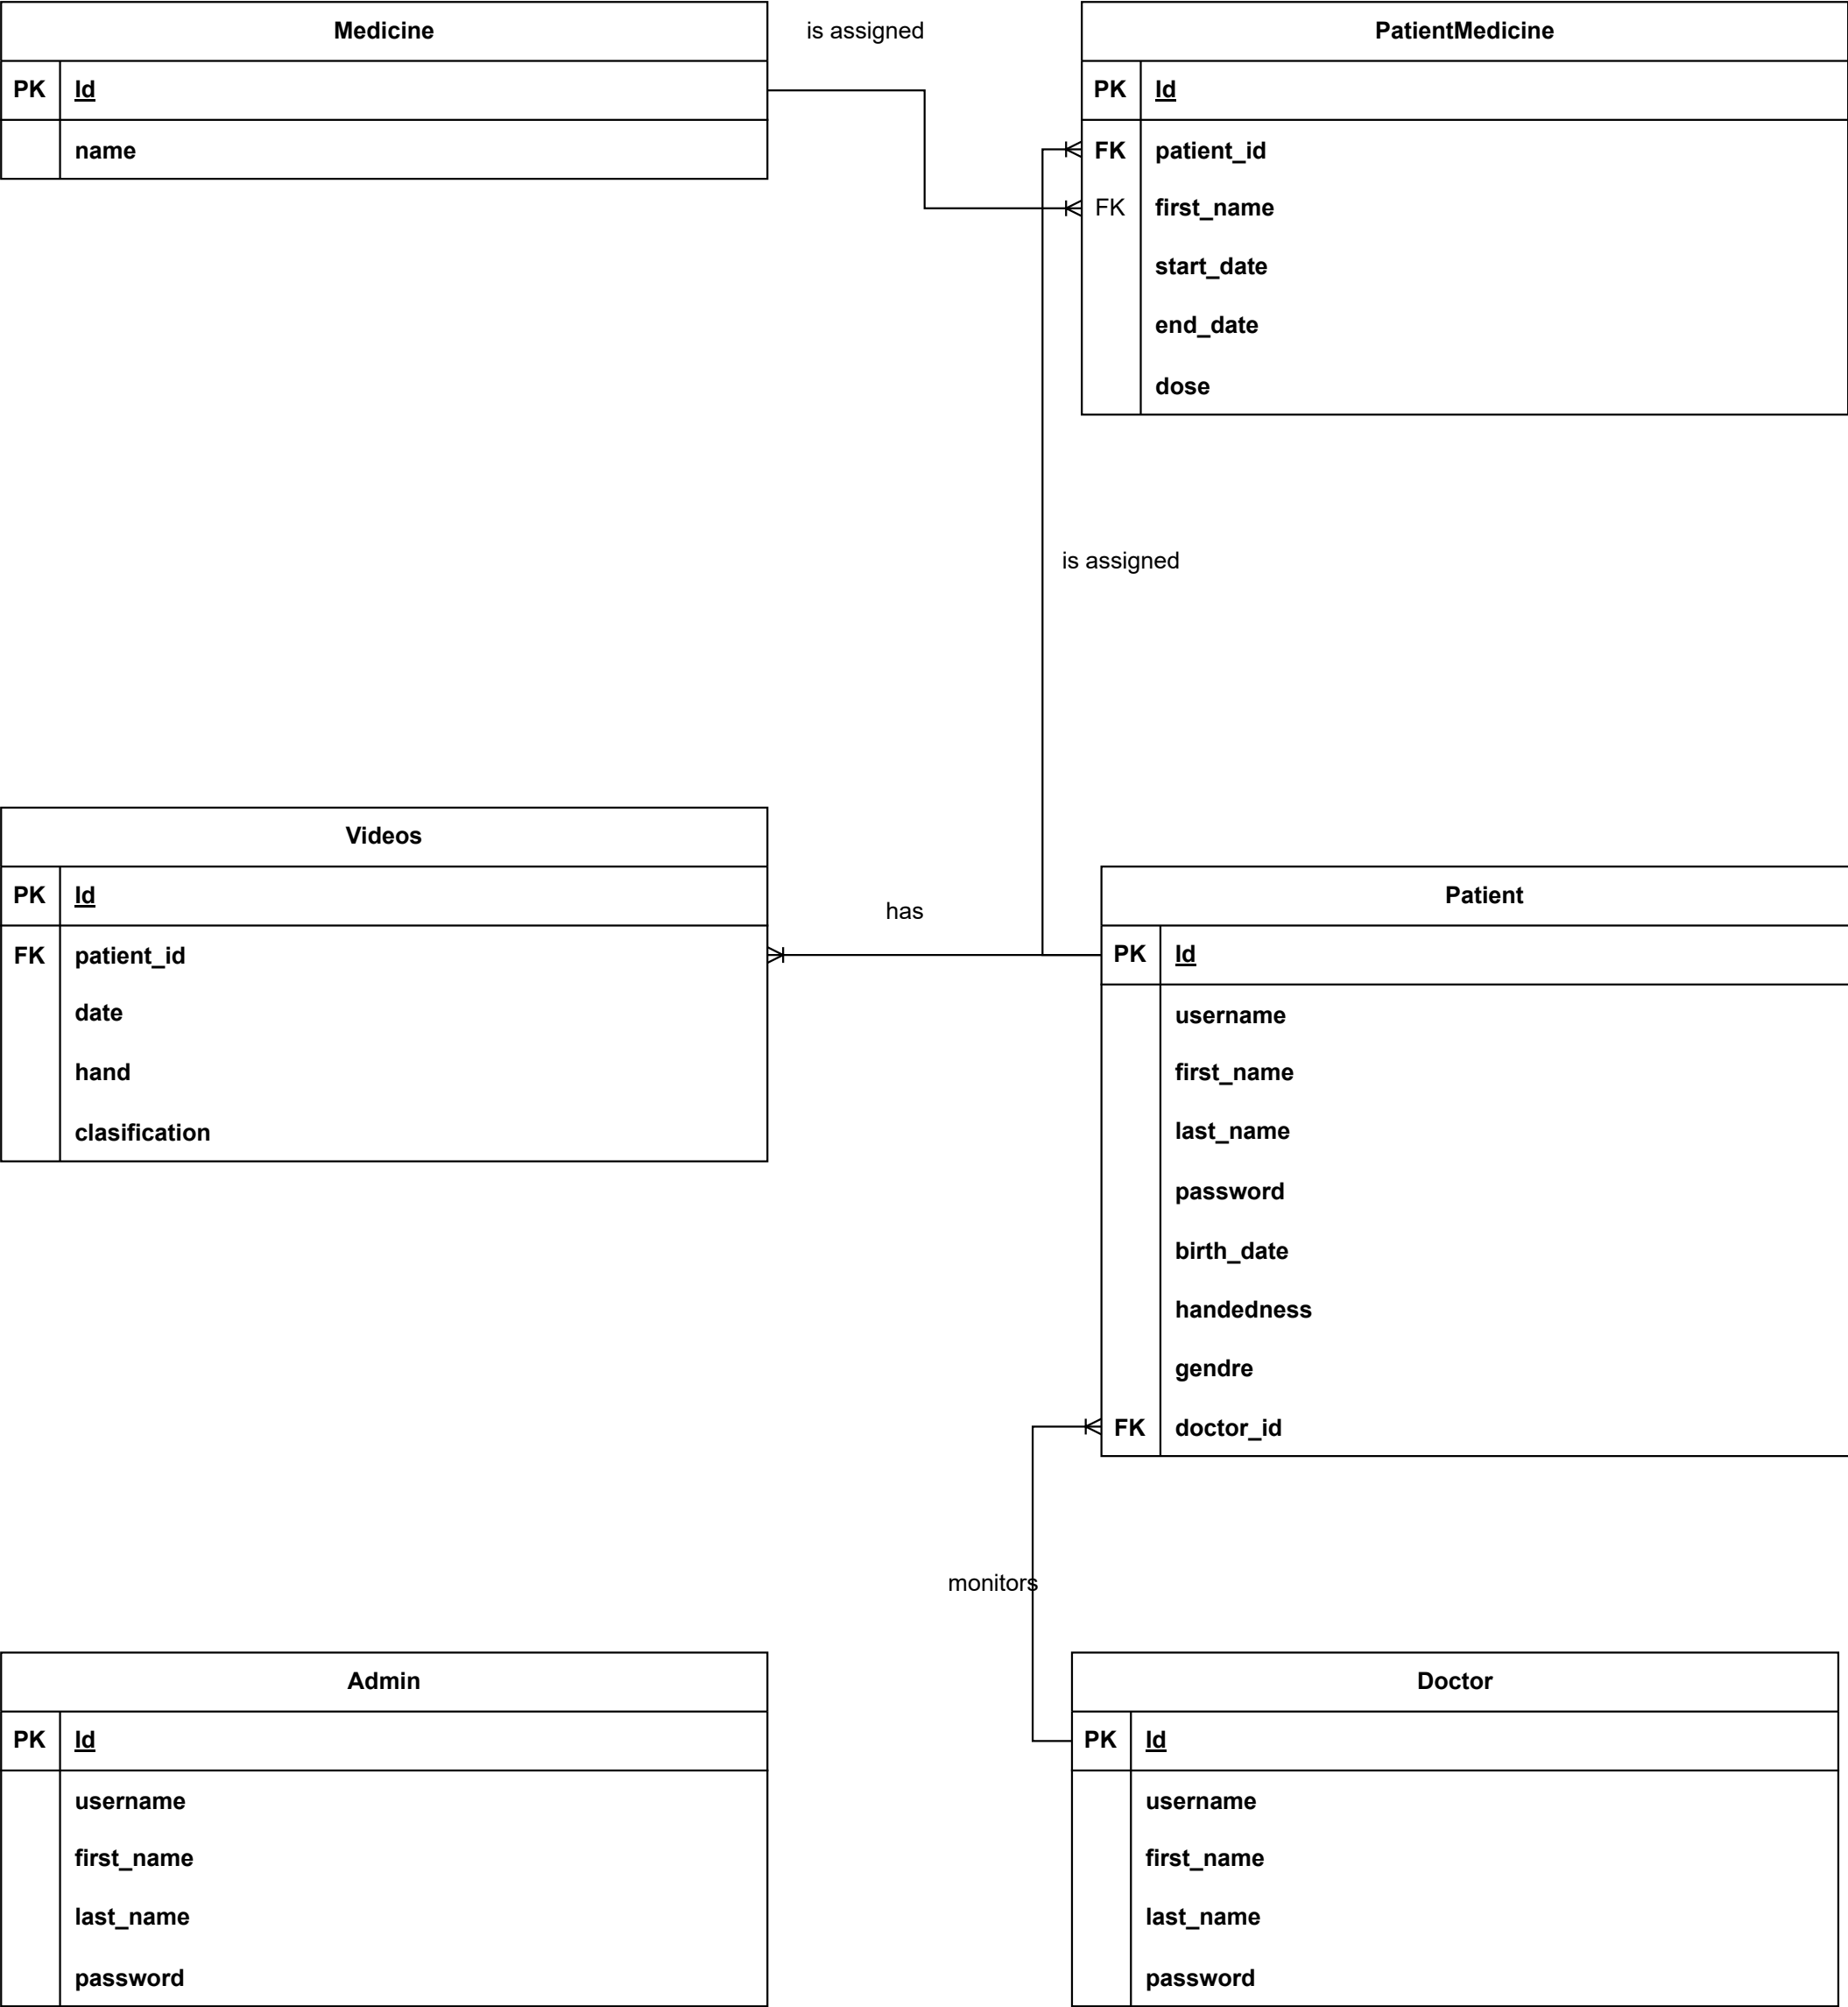 Medicine
PK Id
name
is assigned
PatientMedicine
PK Id
FK patient_id
FK first_name
start_date
end_date
dose
is assigned
Videos
PK Id
FK patient_id
date
hand
clasification
has
Patient
PK Id
username
first_name
last_name
password
birth_date
handedness
gendre
FK doctor_id
monitors
Admin
PK Id
username
first_name
last_name
password
Doctor
PK Id
username
first_name
last_name
password